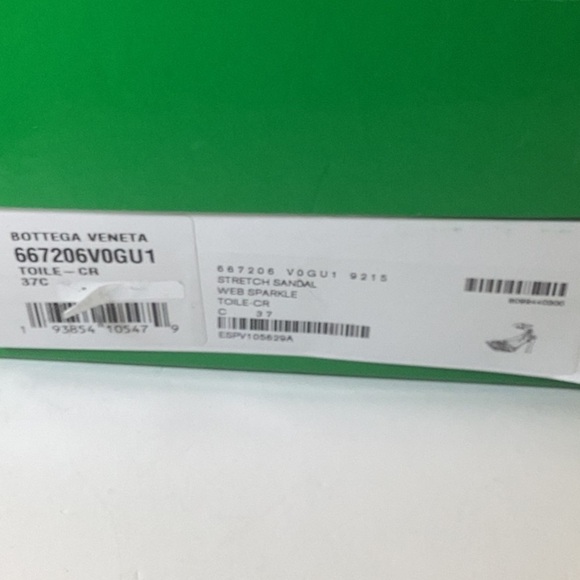 BOTTEGA VENETA
667206V0GU1
TOILE-CR
37C
1 93854 10547 9
667206 V0GU1 9215
STRETCH SANDAL
WEB SPARKLE
TOILE-CR
C 37
ESPV105629A